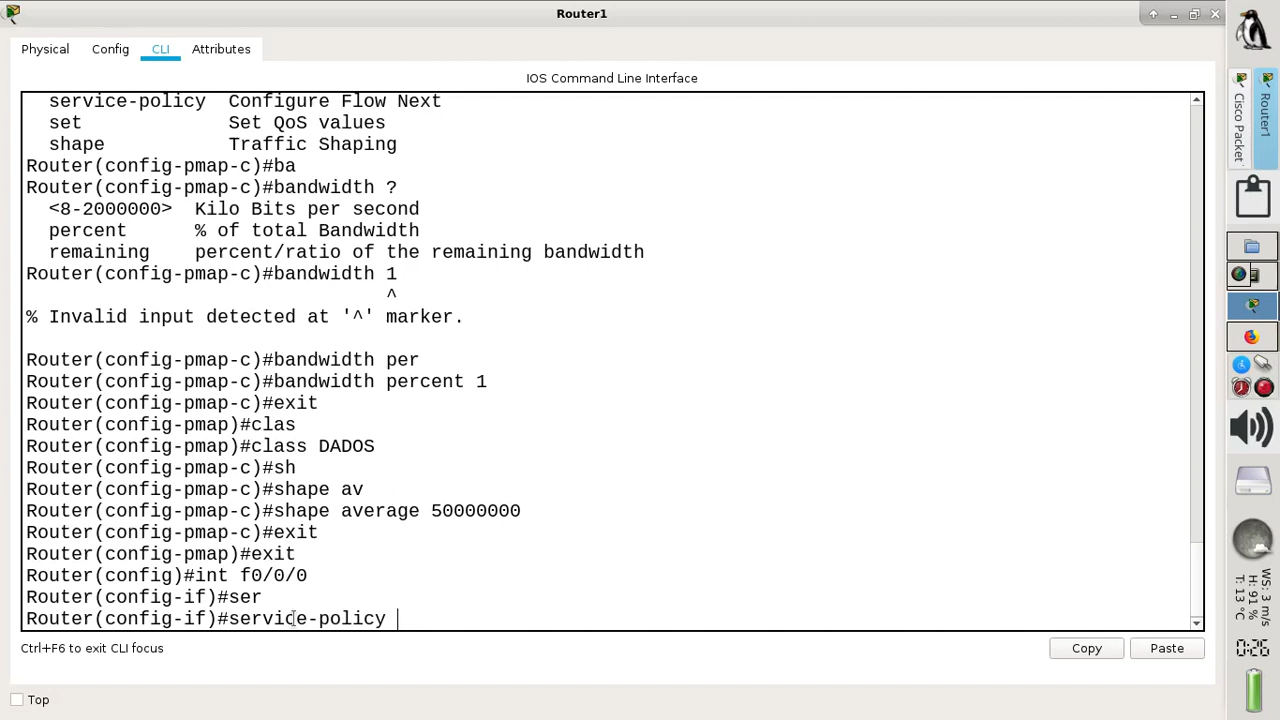 Router1
Physical
Config
CLI
Attributes
IOS Command Line Interface
  service-policy  Configure Flow Next
  set             Set QoS values
  shape           Traffic Shaping
Router(config-pmap-c)#ba
Router(config-pmap-c)#bandwidth ?
  <8-2000000>  Kilo Bits per second
  percent      % of total Bandwidth
  remaining    percent/ratio of the remaining bandwidth
Router(config-pmap-c)#bandwidth 1
                                ^
% Invalid input detected at '^' marker.
Router(config-pmap-c)#bandwidth per
Router(config-pmap-c)#bandwidth percent 1
Router(config-pmap-c)#exit
Router(config-pmap)#clas
Router(config-pmap)#class DADOS
Router(config-pmap-c)#sh
Router(config-pmap-c)#shape av
Router(config-pmap-c)#shape average 50000000
Router(config-pmap-c)#exit
Router(config-pmap)#exit
Router(config)#int f0/0/0
Router(config-if)#ser
Router(config-if)#service-policy
Ctrl+F6 to exit CLI focus
Copy
Paste
Top
Cisco Packet
Router1
WS: 3 m/s
H: 91 %
T: 13 °C
0:26